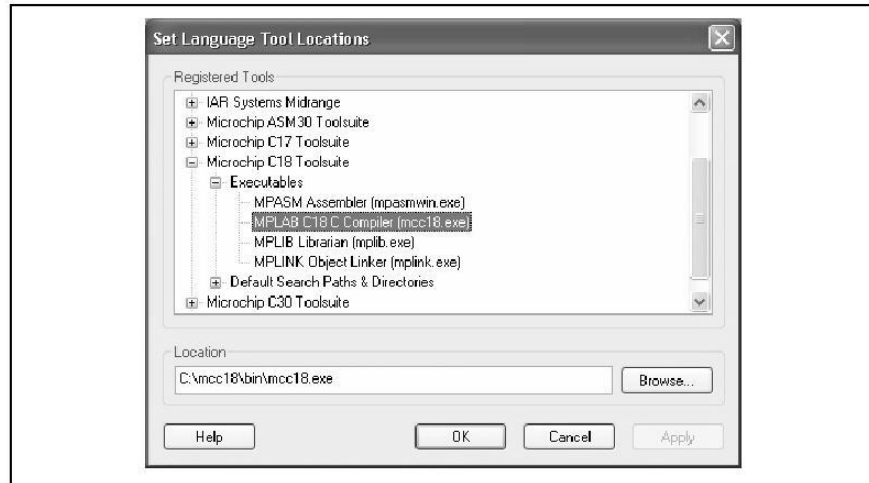 Set Language Tool Locations
Registered Tools
IAR Systems Midrange
Microchip ASM30 Toolsuite
Microchip C17 Toolsuite
Microchip C18 Toolsuite
Executables
MPASM Assembler (mpasmwin.exe)
MPLAB C18 C Compiler (mcc18.exe)
MPLIB Librarian (mplib.exe)
MPLINK Object Linker (mplink.exe)
Default Search Paths & Directories
Microchip C30 Toolsuite
Location
C:\mcc18\bin\mcc18.exe
Browse...
Help
OK
Cancel
Apply